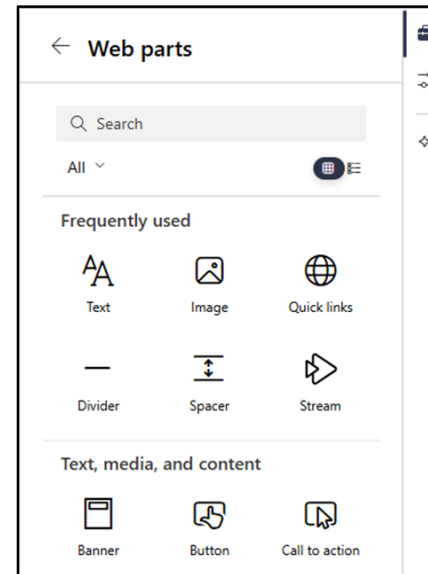 Web parts
Search
All
Frequently used
Text Image Quick links
Divider Spacer Stream
Text, media, and content
Banner Button Call to action